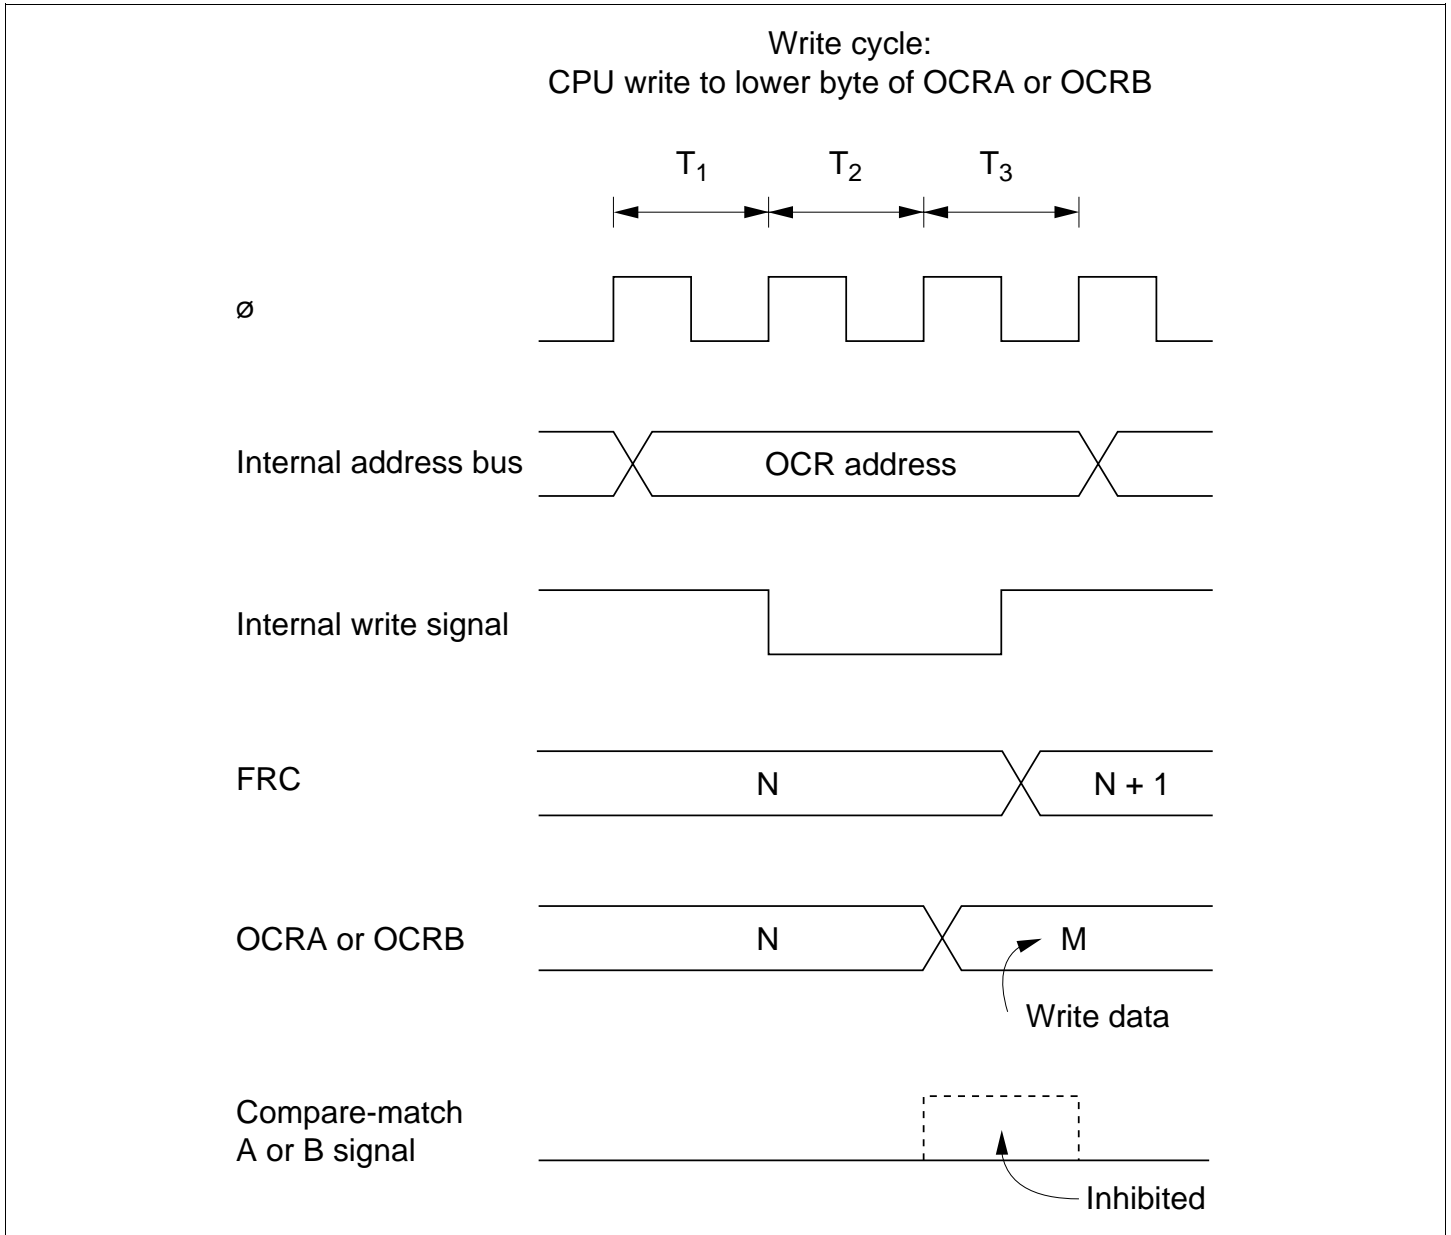 Write cycle:
CPU write to lower byte of OCRA or OCRB
T1 T2 T3
ø
Internal address bus OCR address
Internal write signal
FRC N N + 1
OCRA or OCRB N M
Write data
Compare-match
A or B signal
Inhibited